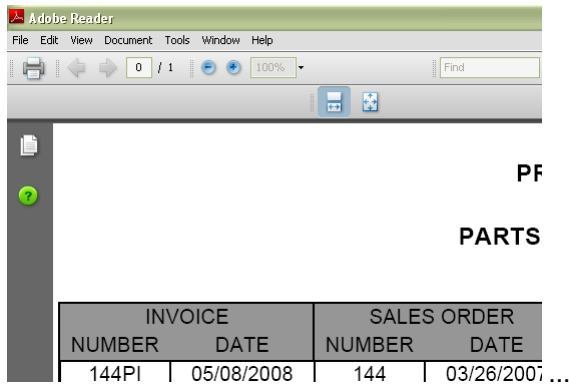 Adobe Reader
File Edit View Document Tools Window Help
0 / 1 100% Find
?
PR
PARTS
INVOICE SALES ORDER
NUMBER DATE NUMBER DATE
144PI 05/08/2008 144 03/26/2007 ...